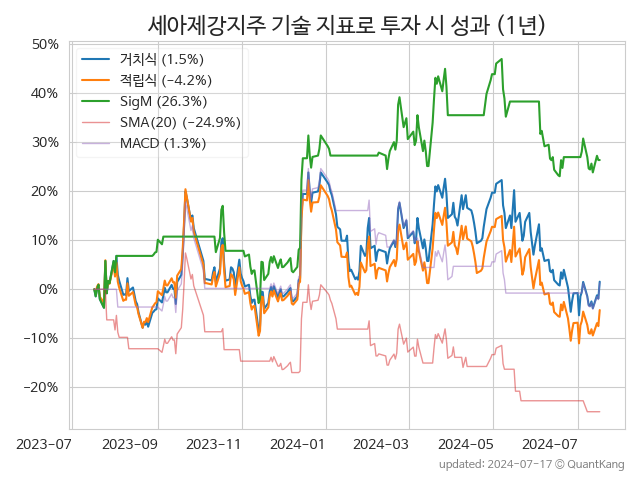 세아제강지주 기술 지표로 투자 시 성과 (1년)
50%
40%
30%
20%
10%
0%
−10%
−20%
거치식 (1.5%)
적립식 (−4.2%)
SigM (26.3%)
SMA(20) (−24.9%)
MACD (1.3%)
2023-07
2023-09
2023-11
2024-01
2024-03
2024-05
2024-07
updated: 2024-07-17 © QuantKang